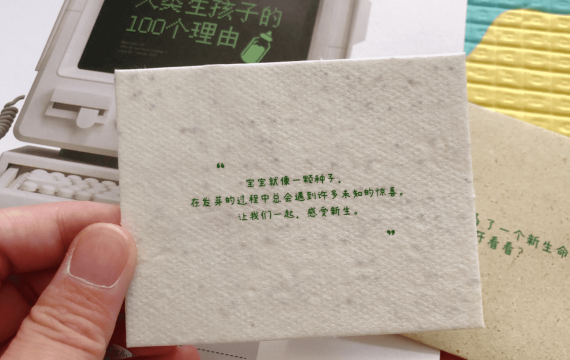 人类生孩子的
100个理由
“
宝宝就像一颗种子，
在发芽的过程中总会遇到许多未知的惊喜。
让我们一起，感受新生。
”
了一个新生命
看看？